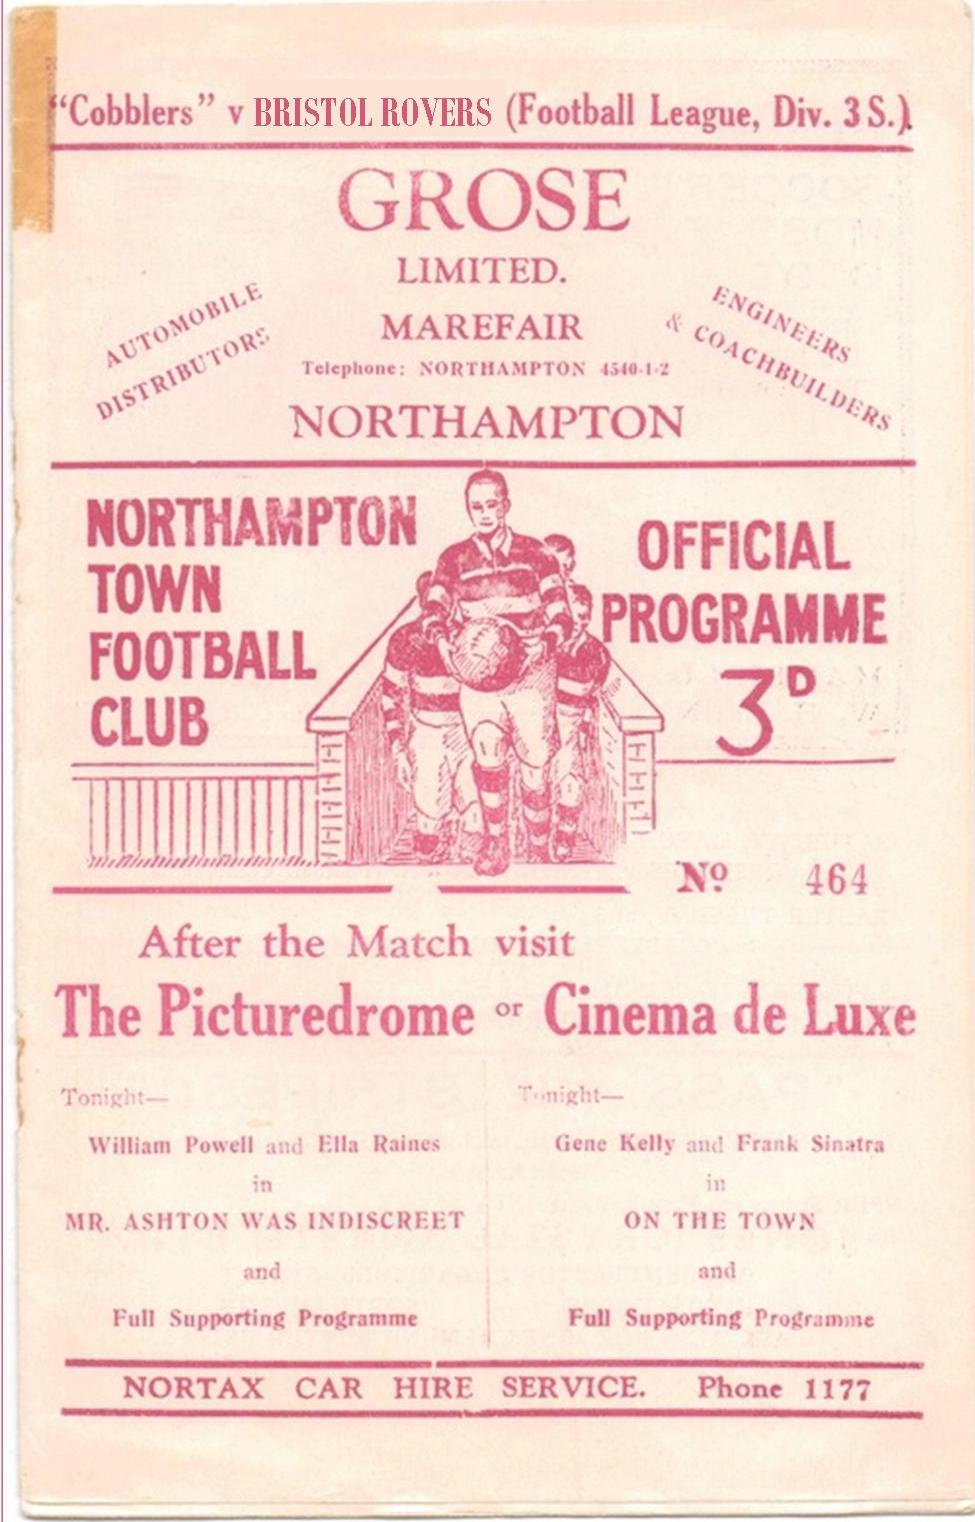 "Cobblers" v BRISTOL ROVERS (Football League, Div. 3 S.).
GROSE
LIMITED.
AUTOMOBILE
DISTRIBUTORS
MAREFAIR
ENGINEERS
& COACHBUILDERS
Telephone: NORTHAMPTON 4540-1-2
NORTHAMPTON
NORTHAMPTON
TOWN
FOOTBALL
CLUB
OFFICIAL
PROGRAMME
3D
No 464
After the Match visit
The Picturedrome or Cinema de Luxe
Tonight—
William Powell and Ella Raines
in
MR. ASHTON WAS INDISCREET
and
Full Supporting Programme
Tonight—
Gene Kelly and Frank Sinatra
in
ON THE TOWN
and
Full Supporting Programme
NORTAX CAR HIRE SERVICE. Phone 1177